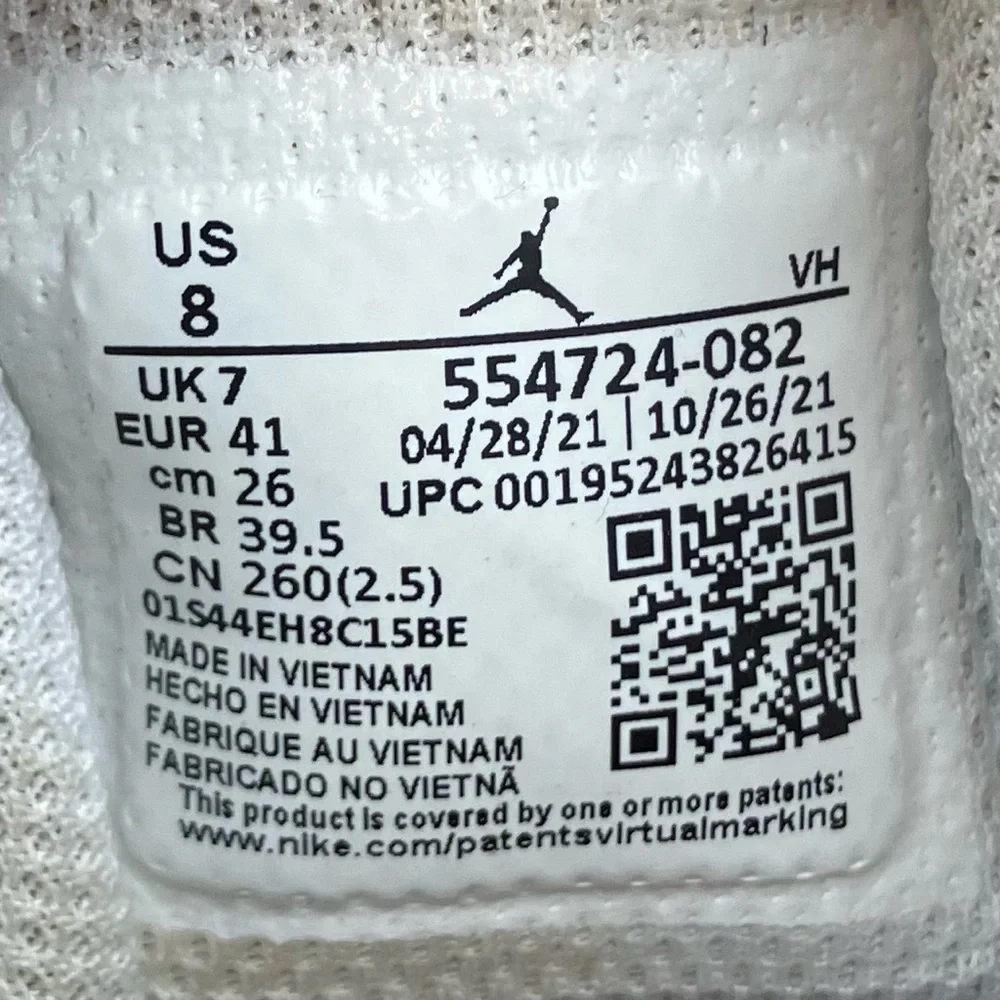 US
8
VH
UK 7
554724-082
EUR 41
04/28/21 | 10/26/21
cm 26
UPC 00195243826415
BR 39.5
CN 260(2.5)
01S44EH8C15BE
MADE IN VIETNAM
HECHO EN VIETNAM
FABRIQUE AU VIETNAM
FABRICADO NO VIETNÃ
This product is covered by one or more patents:
www.nike.com/patentsvirtualmarking